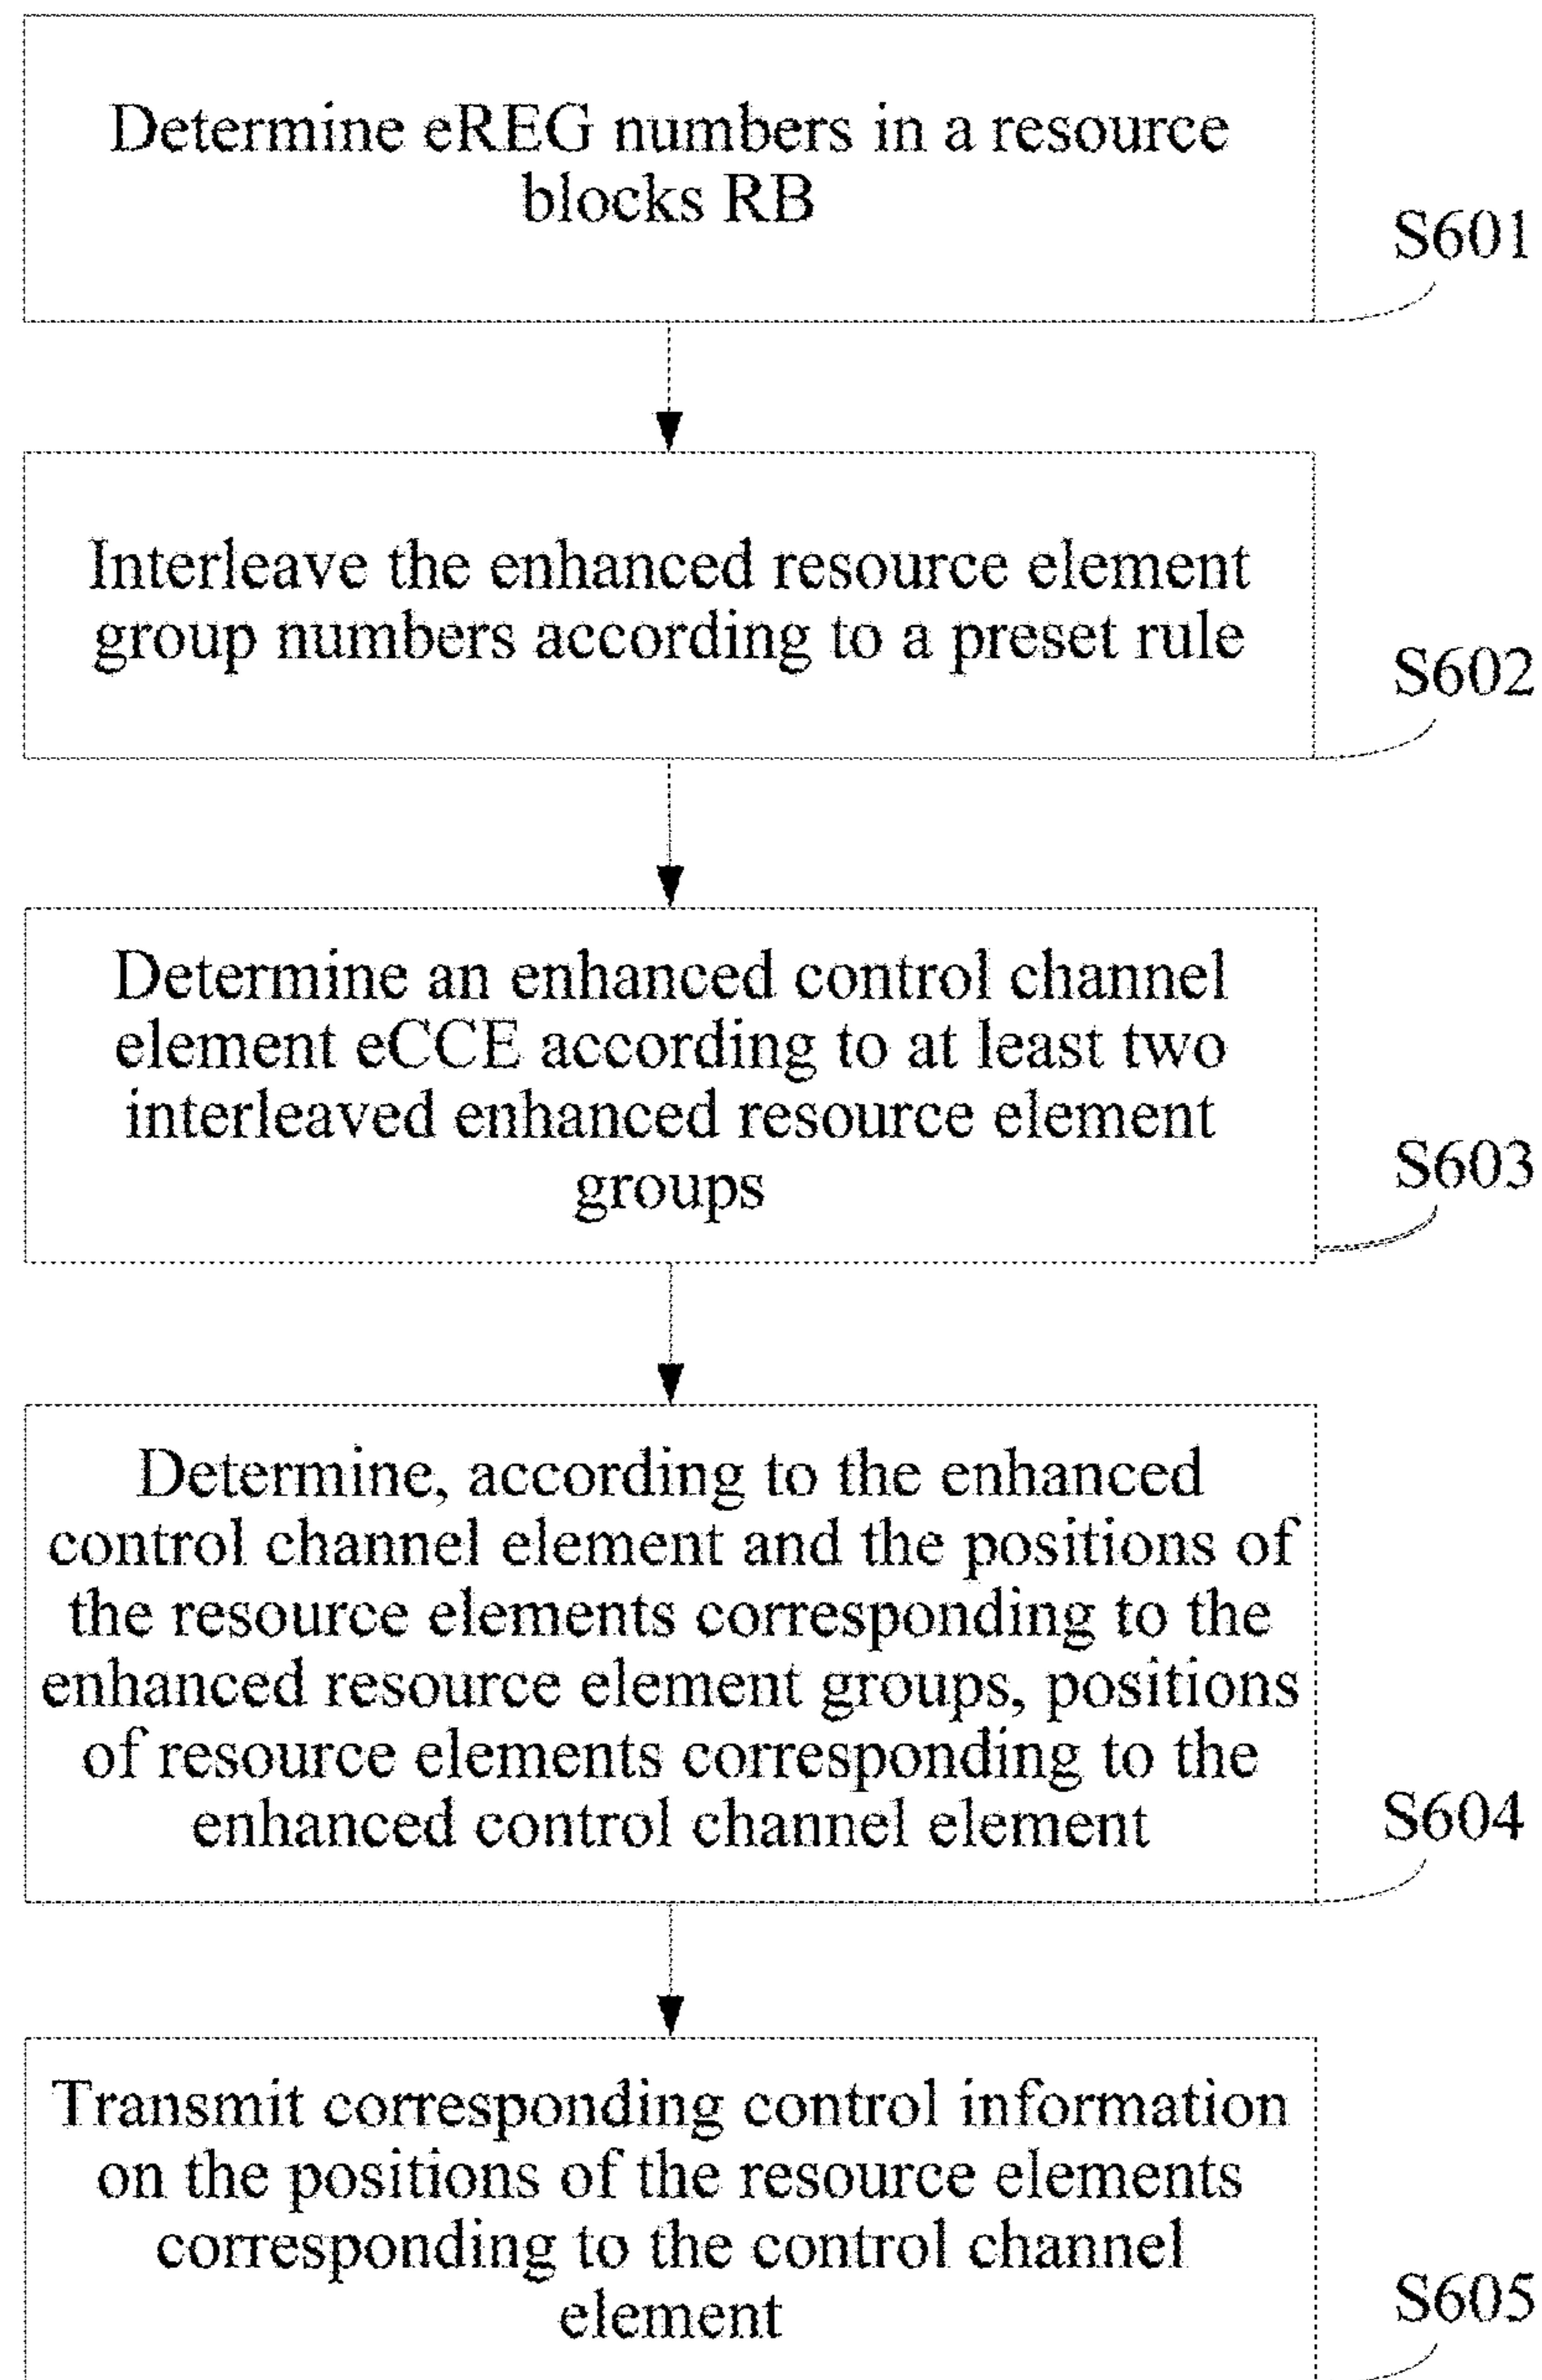 Determine eREG numbers in a resource
blocks RB
S601
Interleave the enhanced resource element
group numbers according to a preset rule
S602
Determine an enhanced control channel
element eCCE according to at least two
interleaved enhanced resource element
groups
S603
Determine, according to the enhanced
control channel element and the positions of
the resource elements corresponding to the
enhanced resource element groups, positions
of resource elements corresponding to the
enhanced control channel element
S604
Transmit corresponding control information
on the positions of the resource elements
corresponding to the control channel
element
S605